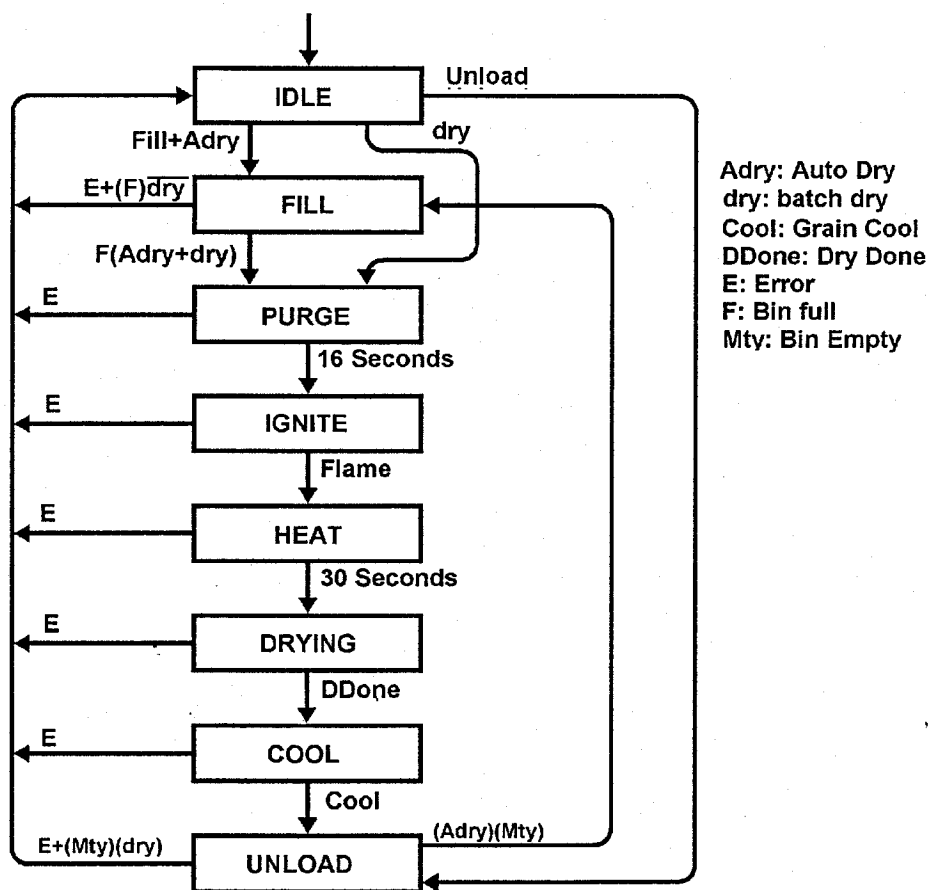 Unload
IDLE
Fill+Adry
dry
E+(F)d̅r̅y̅
FILL
F(Adry+dry)
E
PURGE
16 Seconds
E
IGNITE
Flame
E
HEAT
30 Seconds
E
DRYING
DDone
E
COOL
Cool
E+(Mty)(dry)
(Adry)(Mty)
UNLOAD
Adry: Auto Dry
dry: batch dry
Cool: Grain Cool
DDone: Dry Done
E: Error
F: Bin full
Mty: Bin Empty